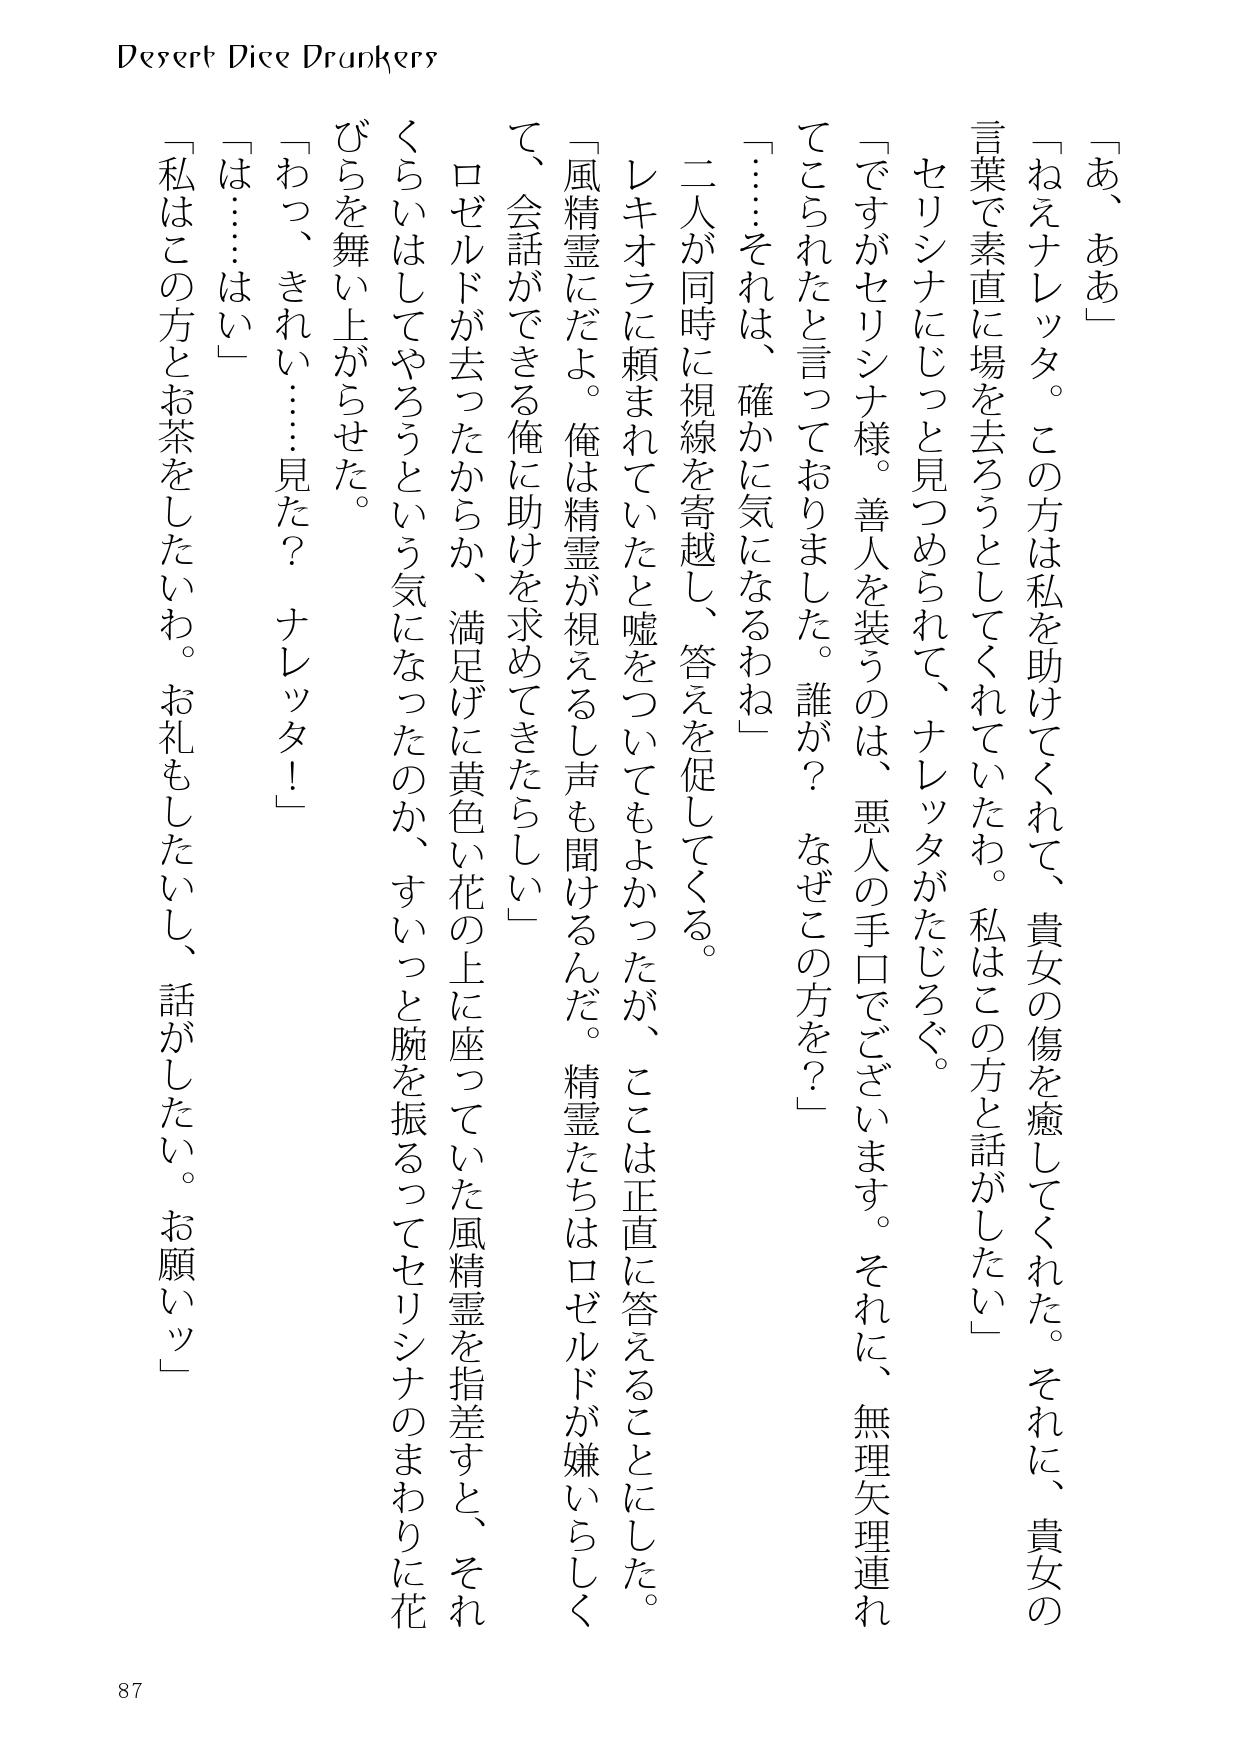 Desert Dice Drunkers
「あ、ああ」
「ねえナレッタ。この方は私を助けてくれて、貴女の傷を癒してくれた。それに、貴女の
言葉で素直に場を去ろうとしてくれていたわ。私はこの方と話がしたい」
　セリシナにじっと見つめられて、ナレッタがたじろぐ。
「ですがセリシナ様。善人を装うのは、悪人の手口でございます。それに、無理矢理連れ
てこられたと言っておりました。誰が？　なぜこの方を？」
「……それは、確かに気になるわね」
　二人が同時に視線を寄越し、答えを促してくる。
　レキオラに頼まれていたと嘘をついてもよかったが、ここは正直に答えることにした。
「風精霊にだよ。俺は精霊が視えるし声も聞けるんだ。精霊たちはロゼルドが嫌いらしく
て、会話ができる俺に助けを求めてきたらしい」
　ロゼルドが去ったからか、満足げに黄色い花の上に座っていた風精霊を指差すと、それ
くらいはしてやろうという気になったのか、すいっと腕を振るってセリシナのまわりに花
びらを舞い上がらせた。
「わっ、きれい……見た？　ナレッタ！」
「は……はい」
「私はこの方とお茶をしたいわ。お礼もしたいし、話がしたい。お願いッ」
87